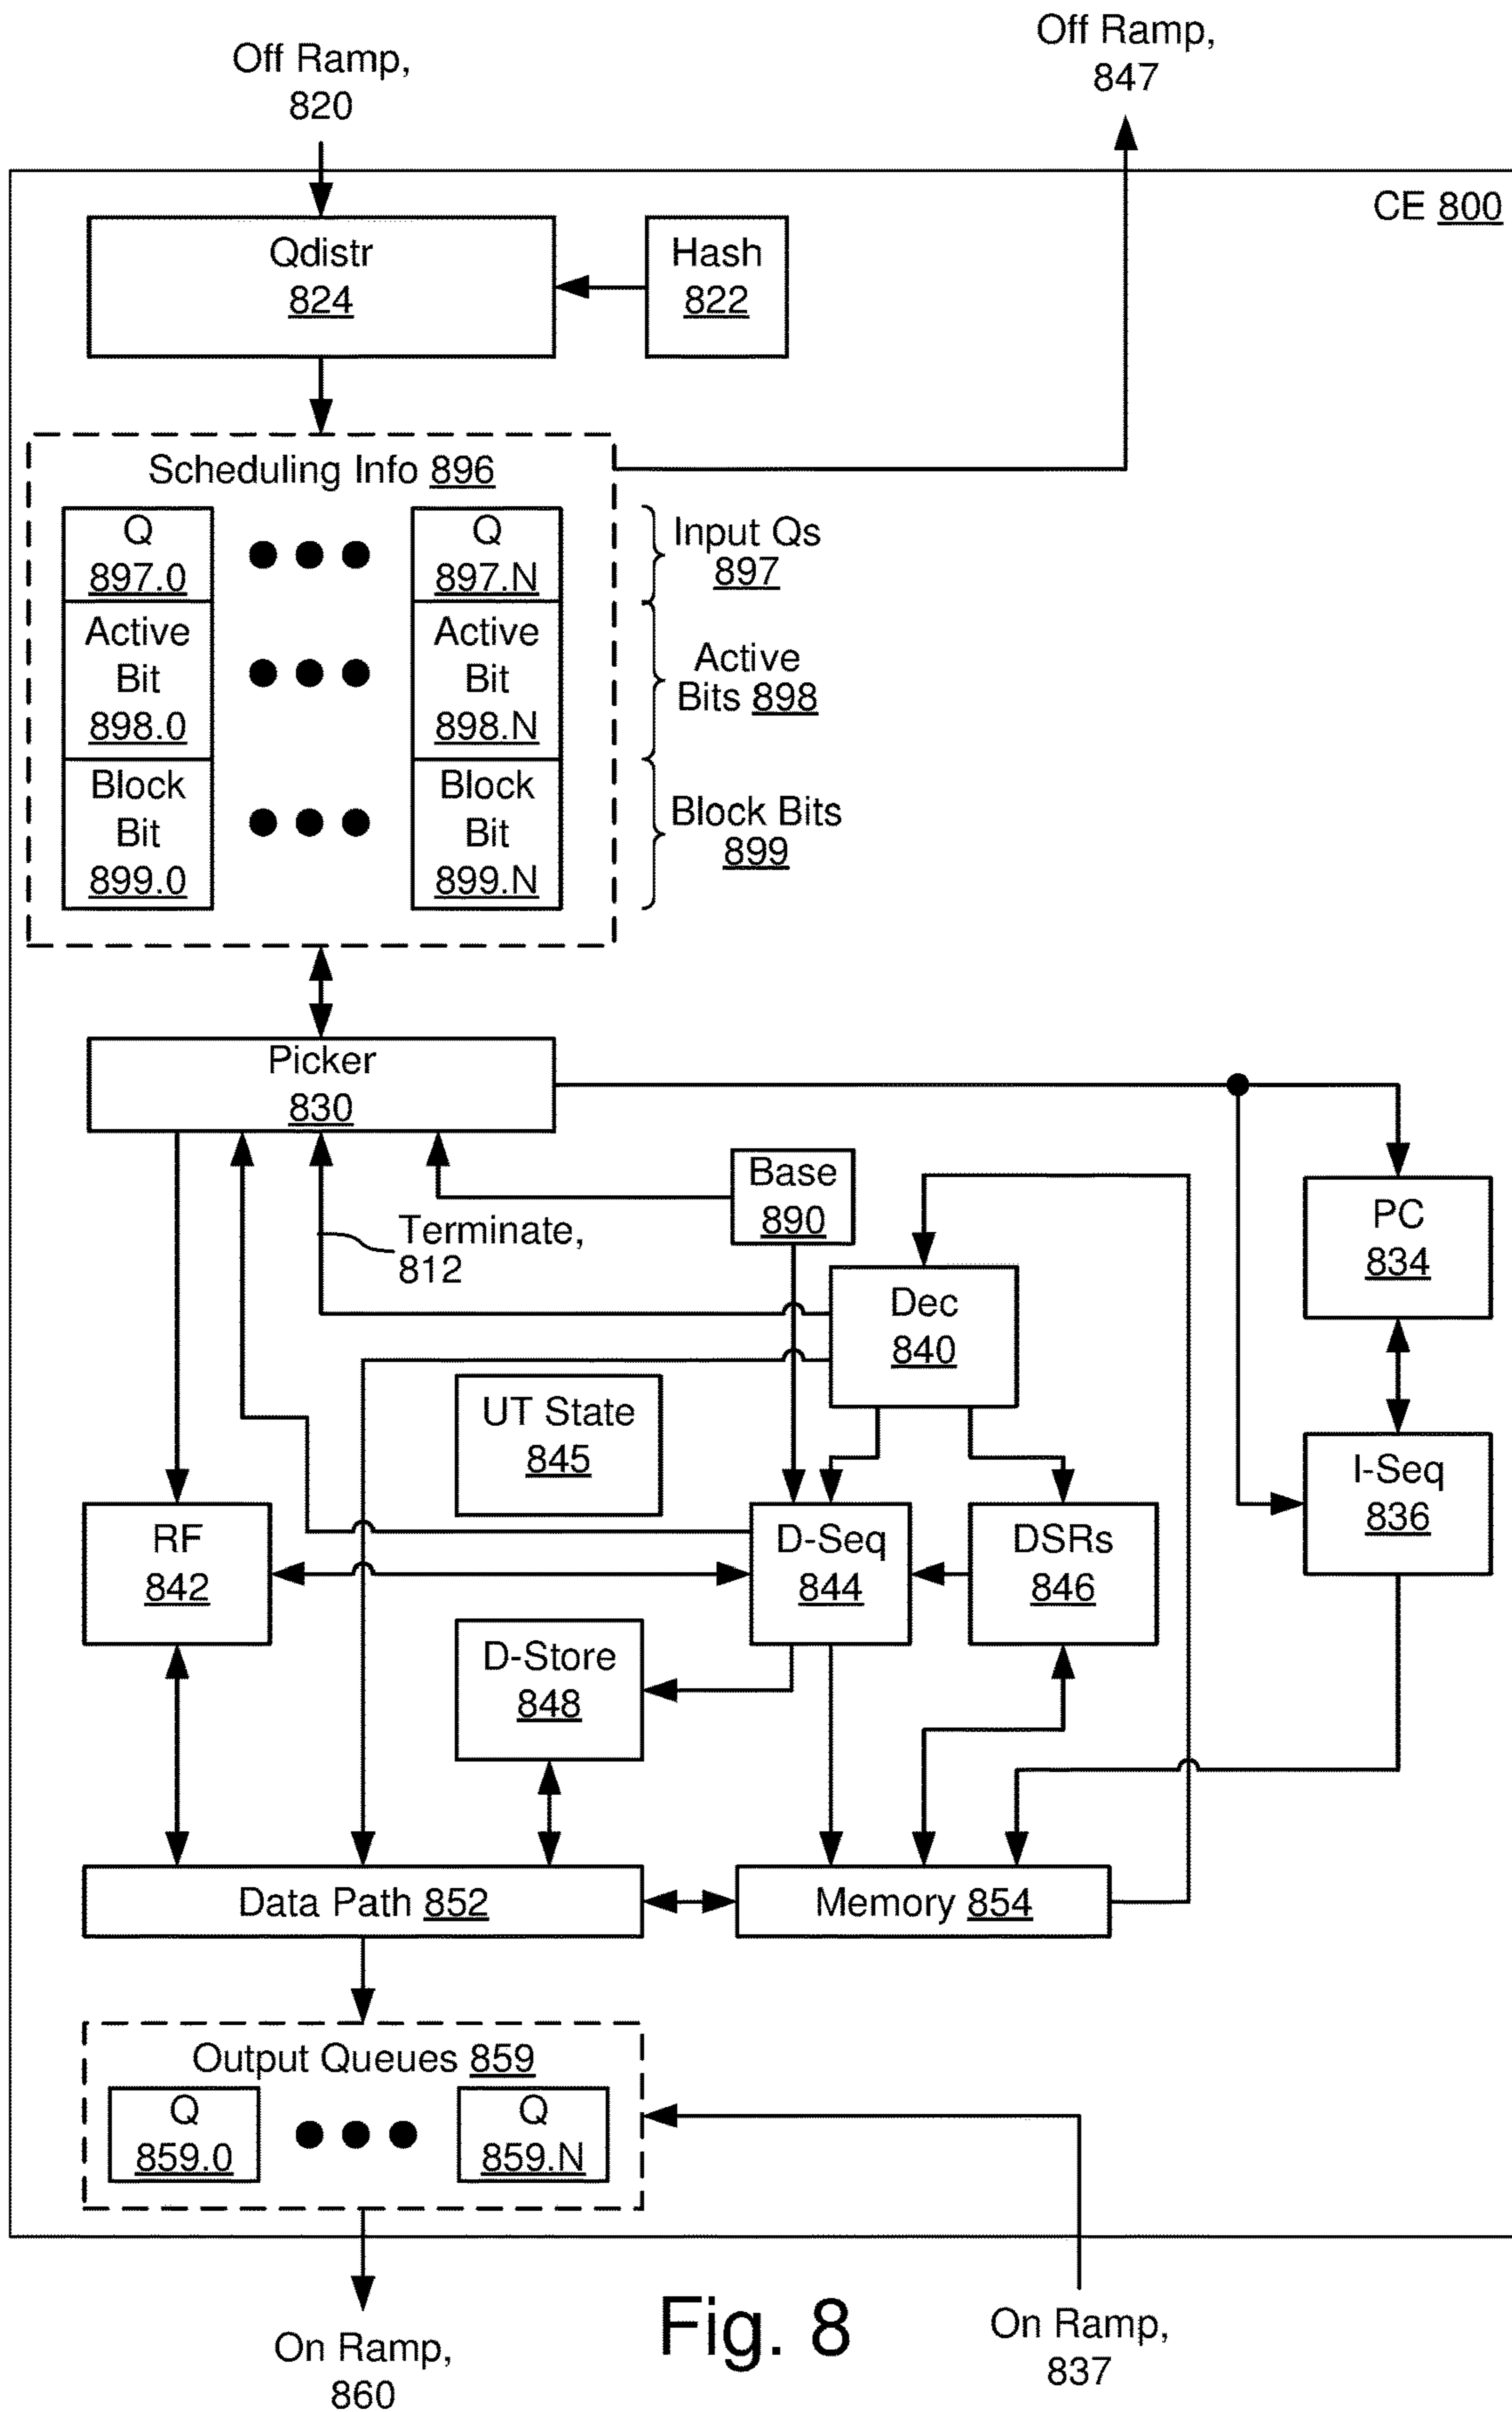 Off Ramp,
820
Off Ramp,
847
CE 800
Qdistr
824
Hash
822
Scheduling Info 896
Q
897.0
Q
897.N
Input Qs
897
Active
Bit
898.0
Active
Bit
898.N
Active
Bits 898
Block
Bit
899.0
Block
Bit
899.N
Block Bits
899
Picker
830
Base
890
Terminate,
812
PC
834
Dec
840
UT State
845
I-Seq
836
RF
842
D-Seq
844
DSRs
846
D-Store
848
Data Path 852
Memory 854
Output Queues 859
Q
859.0
Q
859.N
On Ramp,
860
Fig. 8
On Ramp,
837